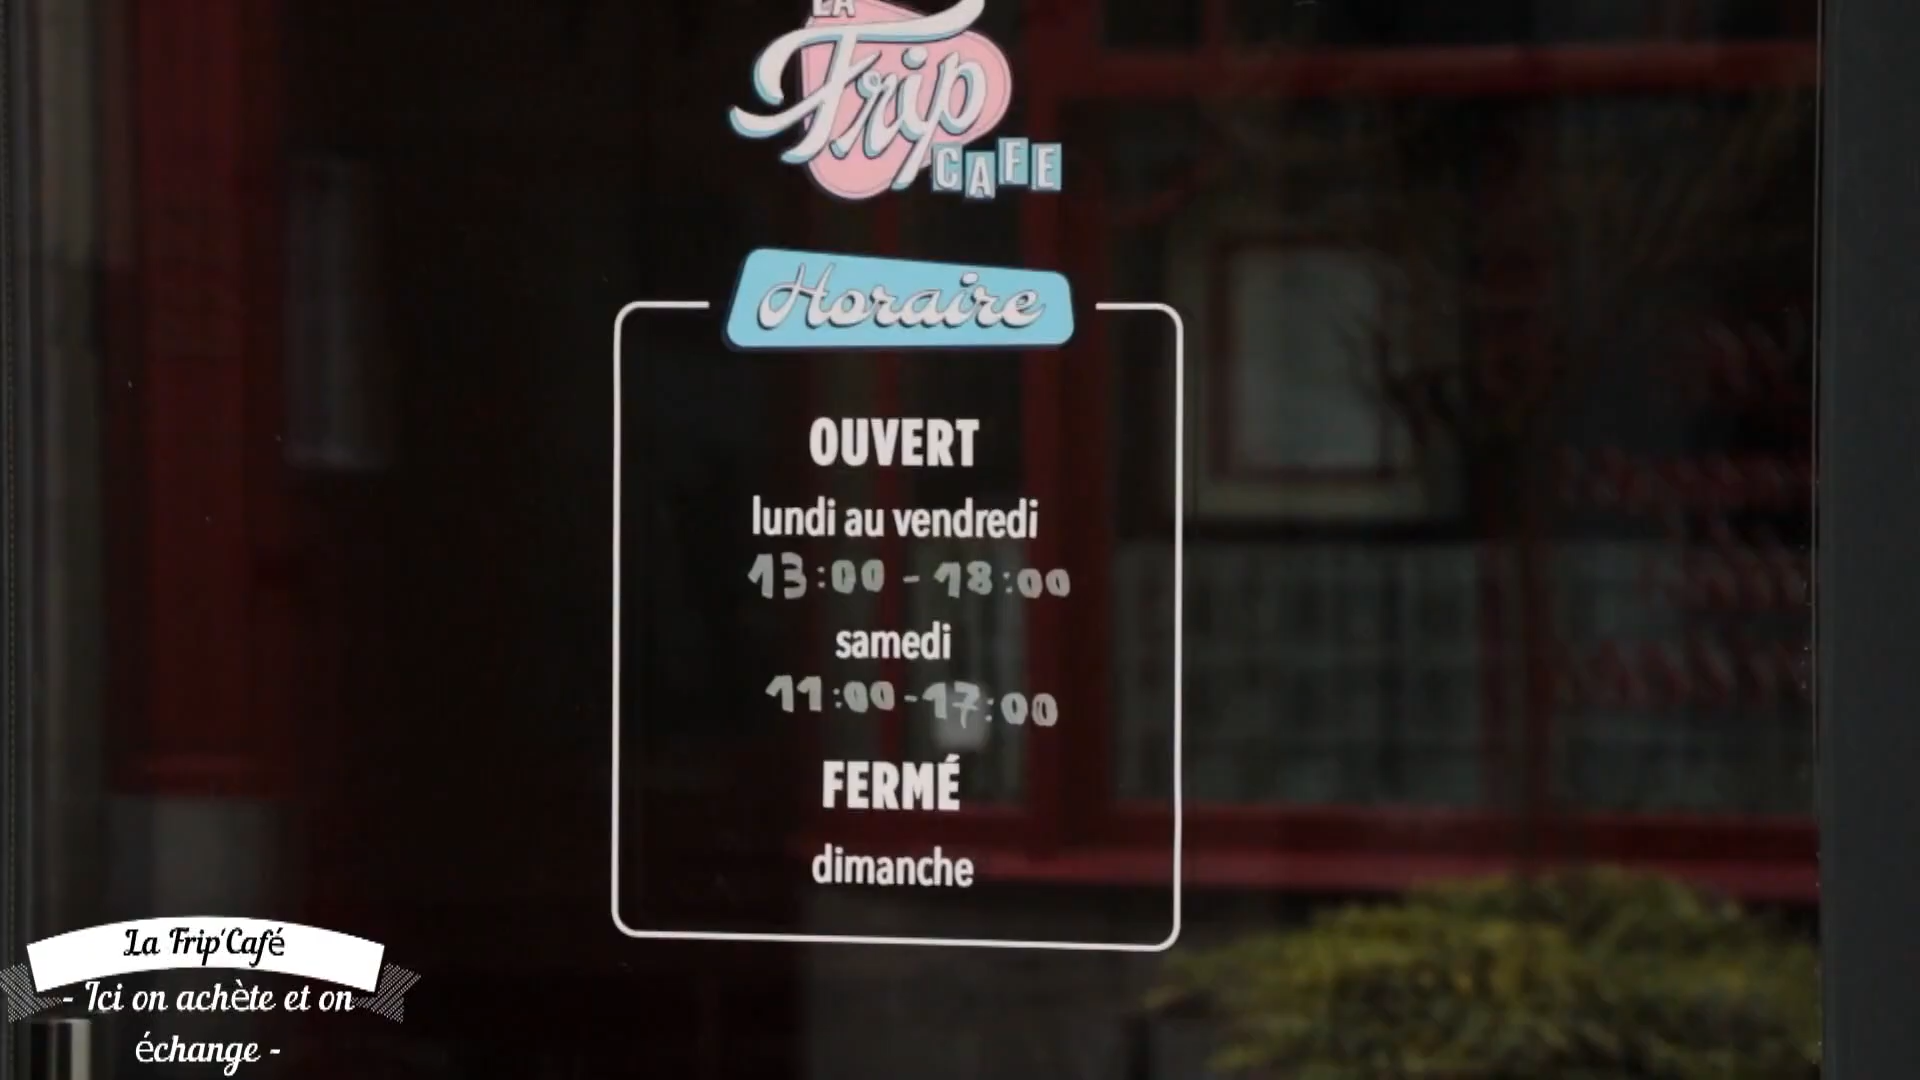 LA
Frip
CAFE
Horaire
OUVERT
lundi au vendredi
13:00 - 18:00
samedi
11:00-17:00
FERMÉ
dimanche
La Frip'Café
- Ici on achète et on
échange -